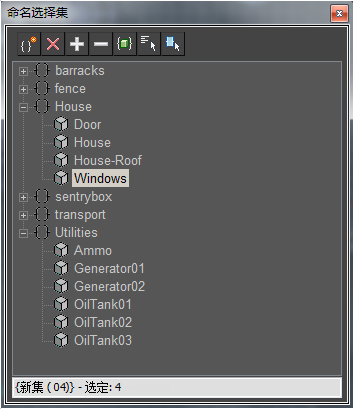 命名选择集
barracks
fence
House
Door
House
House-Roof
Windows
sentrybox
transport
Utilities
Ammo
Generator01
Generator02
OilTank01
OilTank02
OilTank03
{新集 (04)} - 选定: 4